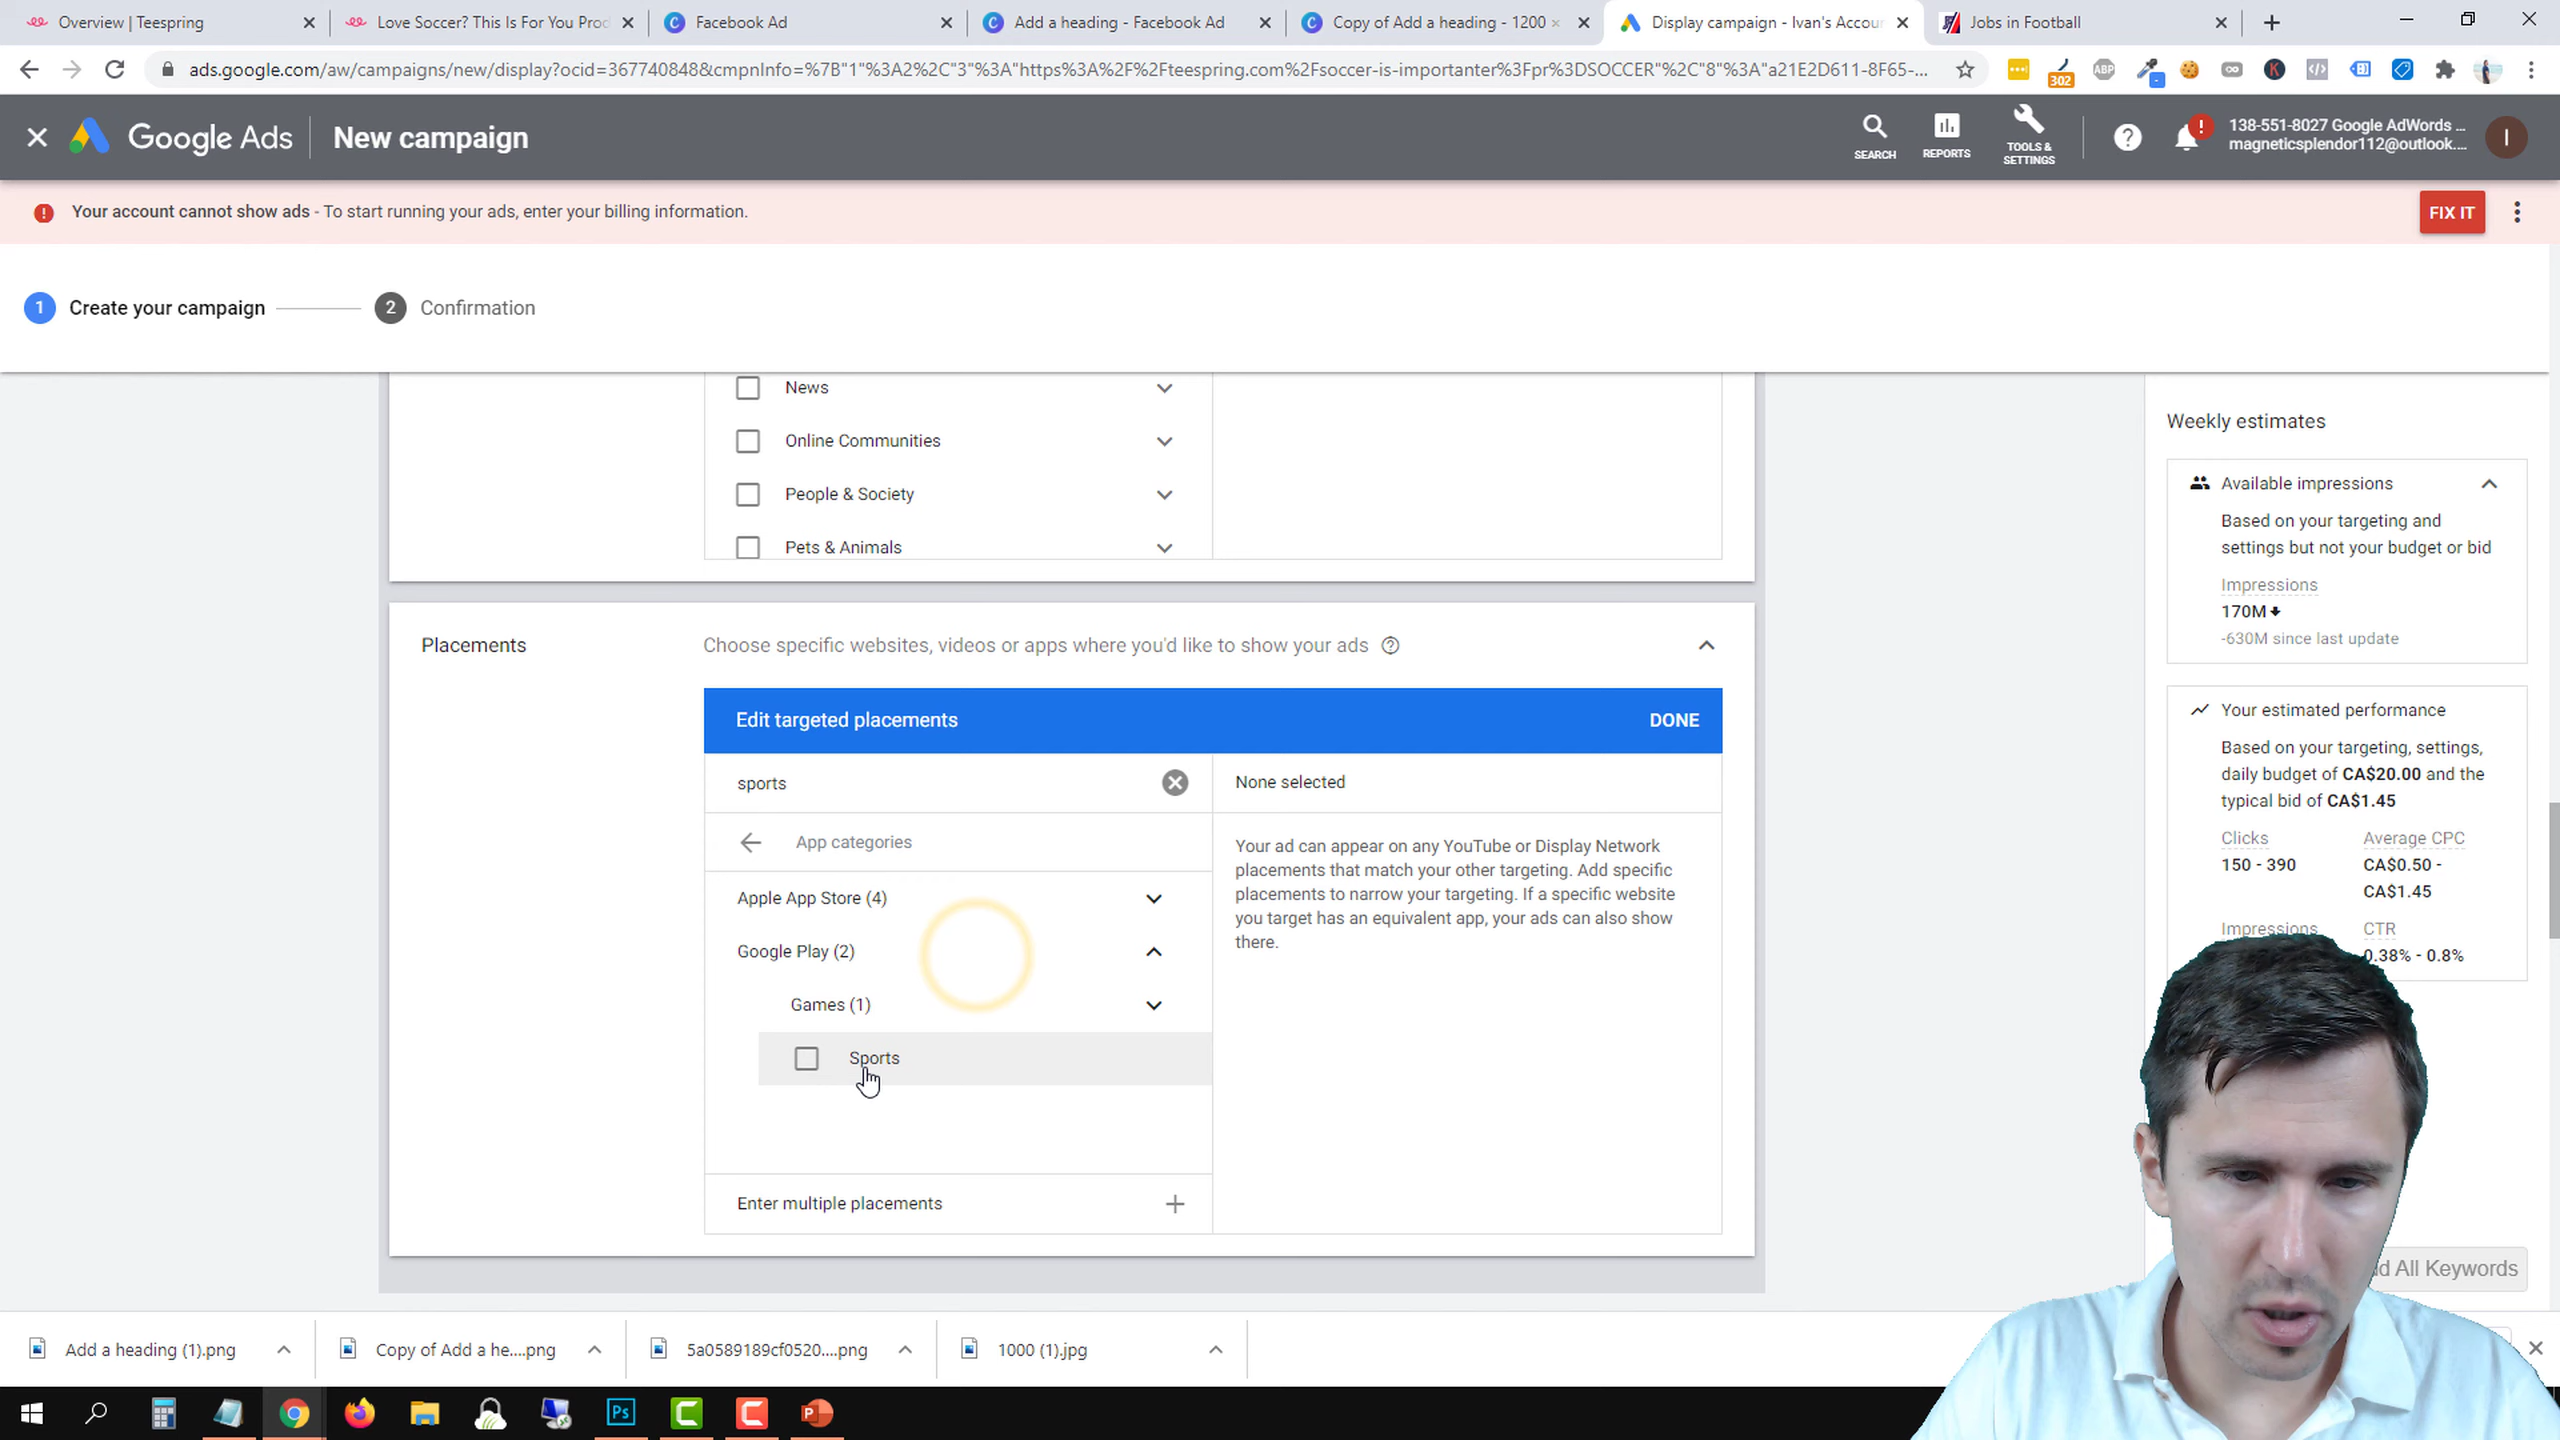 Overview | Teespring
Love Soccer? This Is For You Prod
Facebook Ad
Add a heading - Facebook Ad
Copy of Add a heading - 1200 ×
Display campaign - Ivan's Accoun
Jobs in Football
ads.google.com/aw/campaigns/new/display?ocid=367740848&cmpnInfo=%7B"1"%3A2%2C"3"%3A"https%3A%2F%2Fteespring.com%2Fsoccer-is-importanter%3Fpr%3DSOCCER"%2C"8"%3A"a21E2D611-8F65-...
302
ABP
Google Ads
New campaign
SEARCH
REPORTS
TOOLS &
SETTINGS
138-551-8027 Google AdWords ...
magneticsplendor112@outlook....
I
Your account cannot show ads - To start running your ads, enter your billing information.
FIX IT
1 Create your campaign
2 Confirmation
News
Online Communities
People & Society
Pets & Animals
Placements
Choose specific websites, videos or apps where you'd like to show your ads
Edit targeted placements
DONE
sports
None selected
App categories
Apple App Store (4)
Google Play (2)
Games (1)
Sports
Your ad can appear on any YouTube or Display Network
placements that match your other targeting. Add specific
placements to narrow your targeting. If a specific website
you target has an equivalent app, your ads can also show
there.
Enter multiple placements
Weekly estimates
Available impressions
Based on your targeting and
settings but not your budget or bid
Impressions
170M
-630M since last update
Your estimated performance
Based on your targeting, settings,
daily budget of CA$20.00 and the
typical bid of CA$1.45
Clicks
Average CPC
150 - 390
CA$0.50 -
CA$1.45
Impressions
CTR
0.38% - 0.8%
All Keywords
Add a heading (1).png
Copy of Add a he....png
5a0589189cf0520....png
1000 (1).jpg
Ps